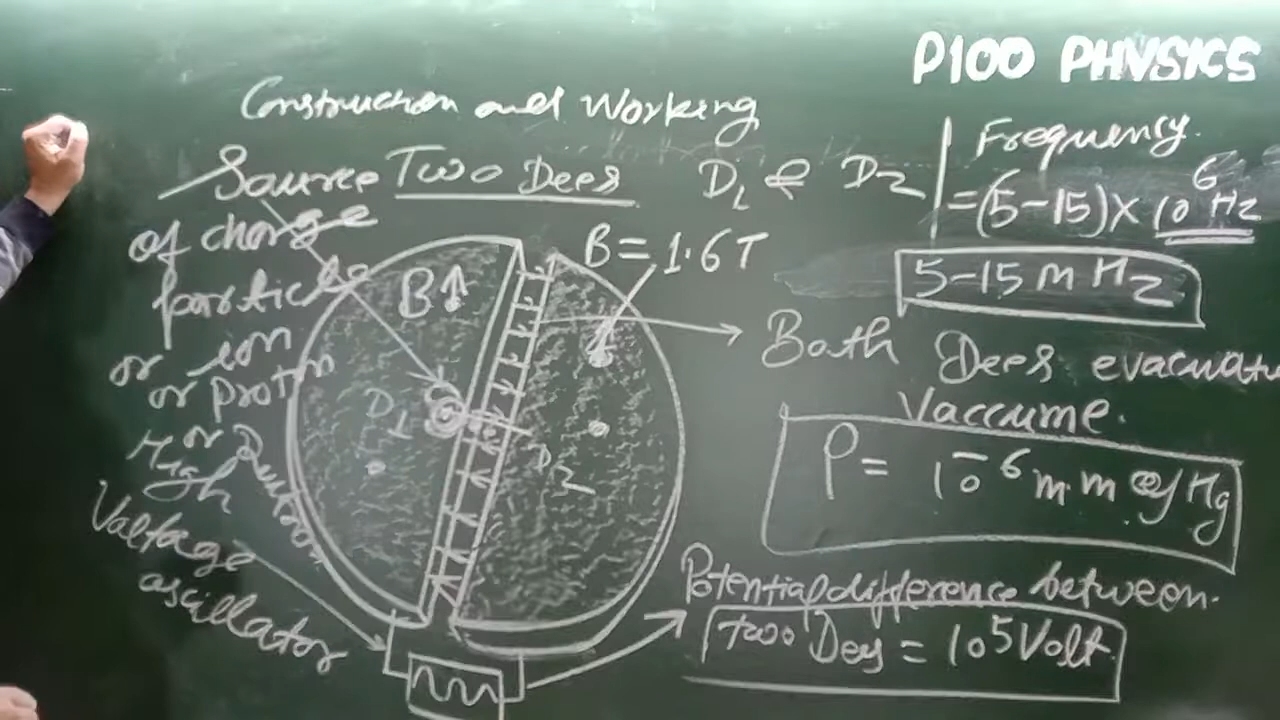 P100 PHYSICS
Construction and Working
Source Two Dees D1 & D2
of charge
particle
or ion
or proton
or Deutron
High
Voltage
oscillator
B↑
B = 1.6T
D1
D2
Frequency.
=(5-15)×10^6 Hz
5-15 m Hz
Both Dees evacuate
Vaccume.
P = 10^-6 m.m of Hg
Potential difference between.
two Dees = 10^5 Volt.